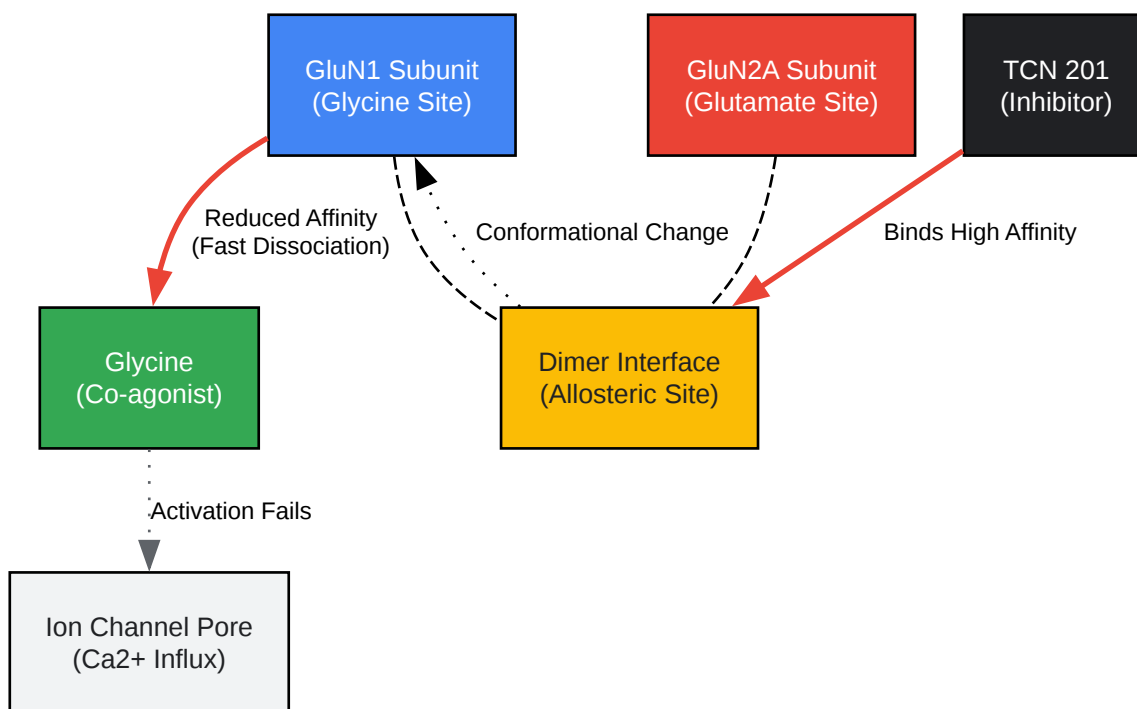 GluN1 Subunit
(Glycine Site)
GluN2A Subunit
(Glutamate Site)
TCN 201
(Inhibitor)
Reduced Affinity
(Fast Dissociation)
Conformational Change
Binds High Affinity
Glycine
(Co-agonist)
Dimer Interface
(Allosteric Site)
Activation Fails
Ion Channel Pore
(Ca2+ Influx)